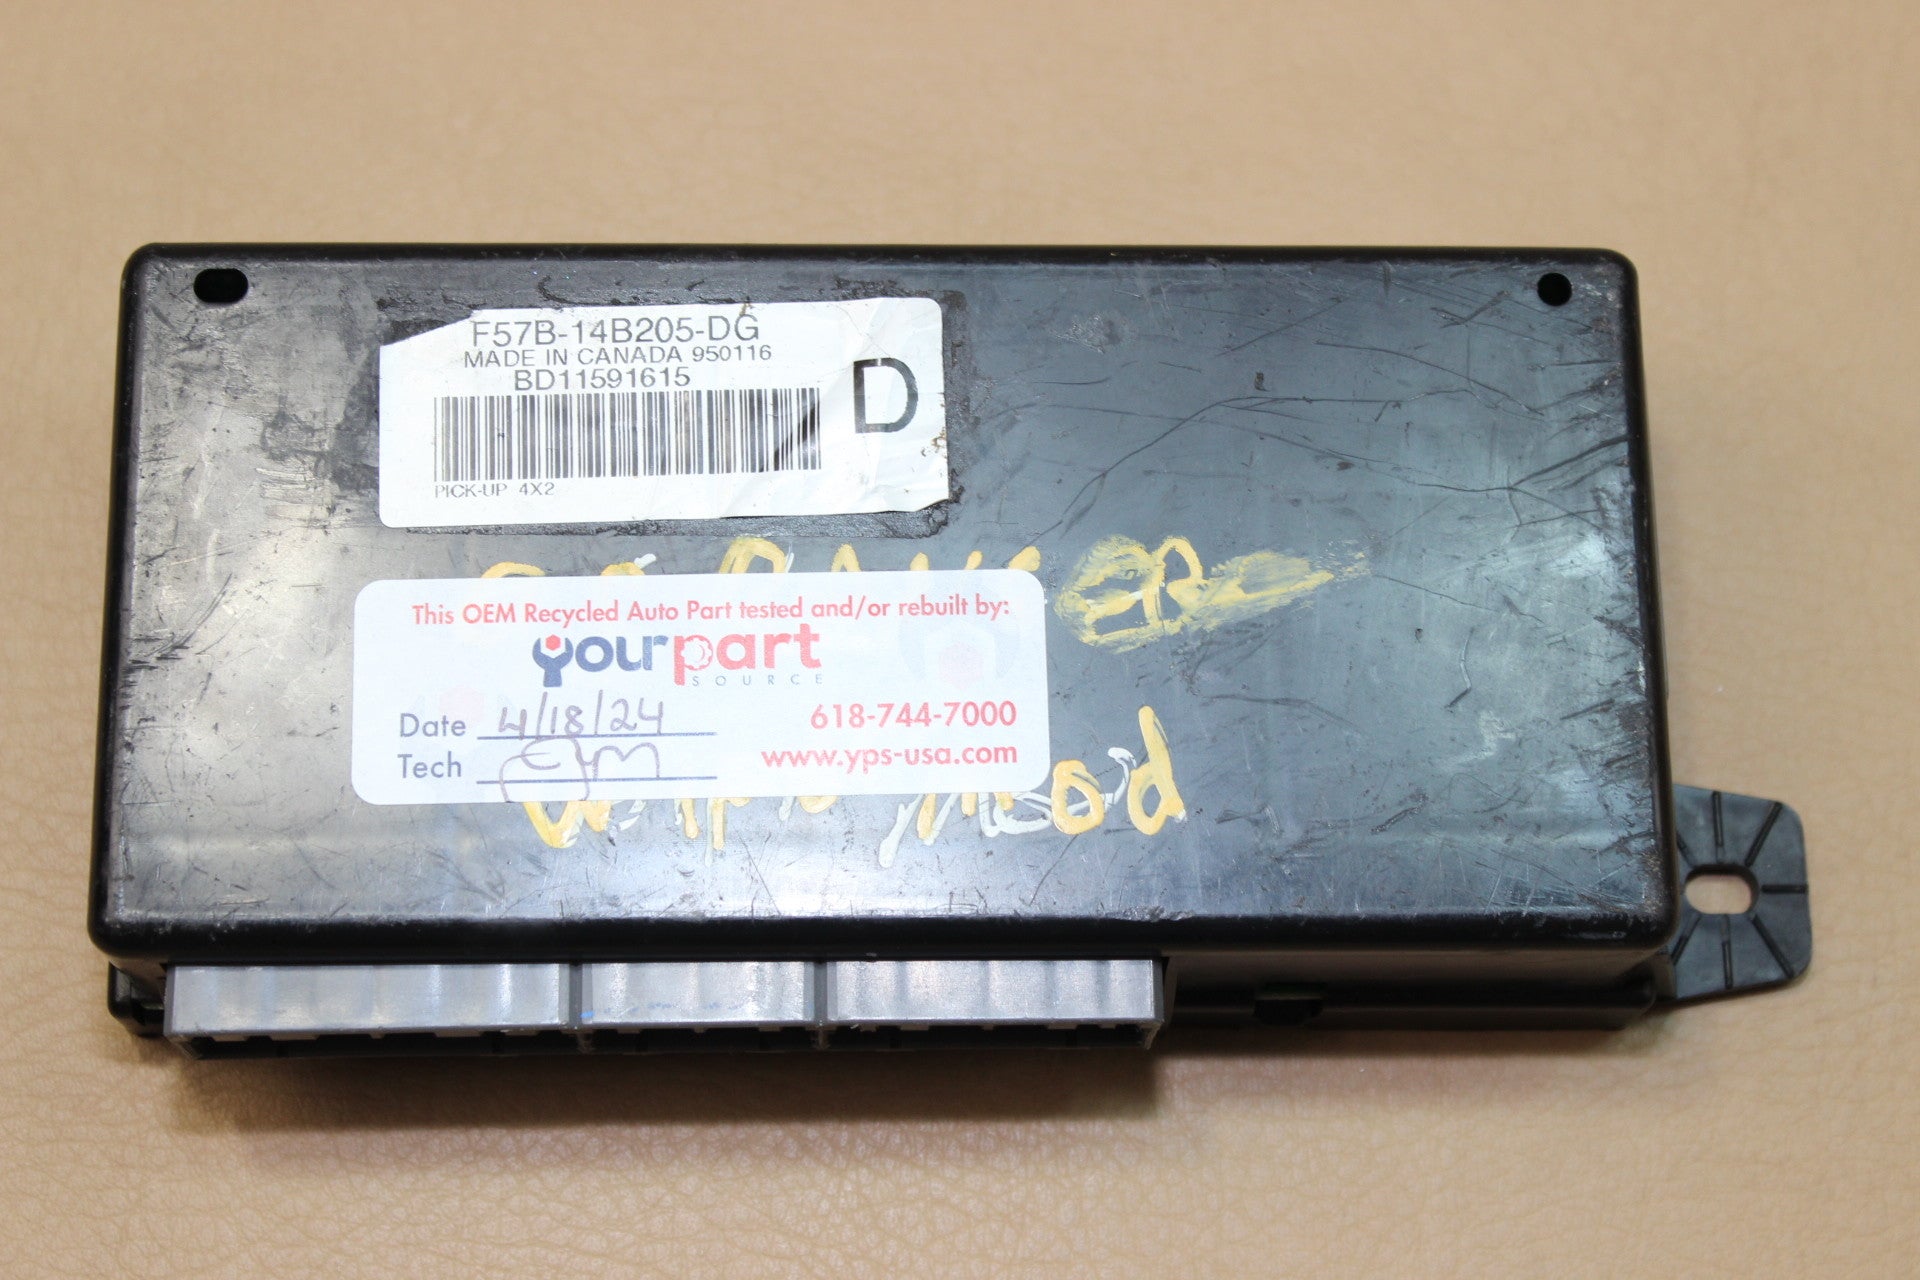 F57B-14B205-DG
MADE IN CANADA 950116
BD11591615
D
PICK-UP 4X2
This OEM Recycled Auto Part tested and/or rebuilt by:
yourpart
SOURCE
Date 4/18/24
618-744-7000
Tech
www.yps-usa.com
mod